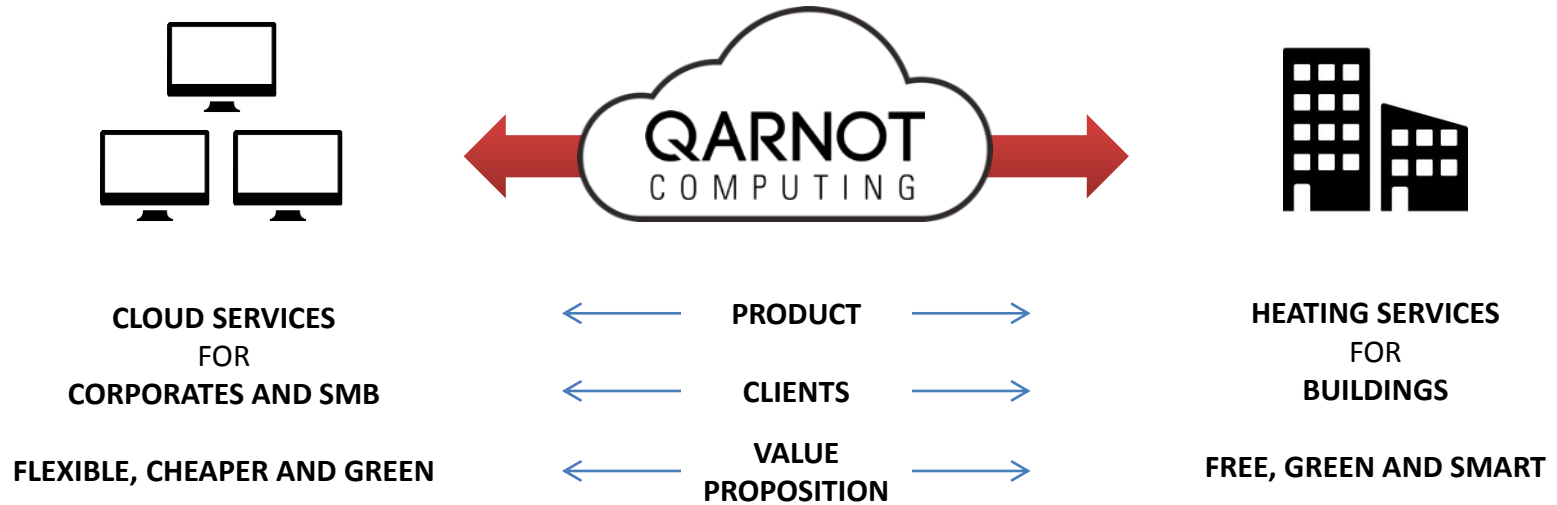 QARNOT
COMPUTING
CLOUD SERVICES
FOR
CORPORATES AND SMB
FLEXIBLE, CHEAPER AND GREEN
PRODUCT
CLIENTS
VALUE
PROPOSITION
HEATING SERVICES
FOR
BUILDINGS
FREE, GREEN AND SMART